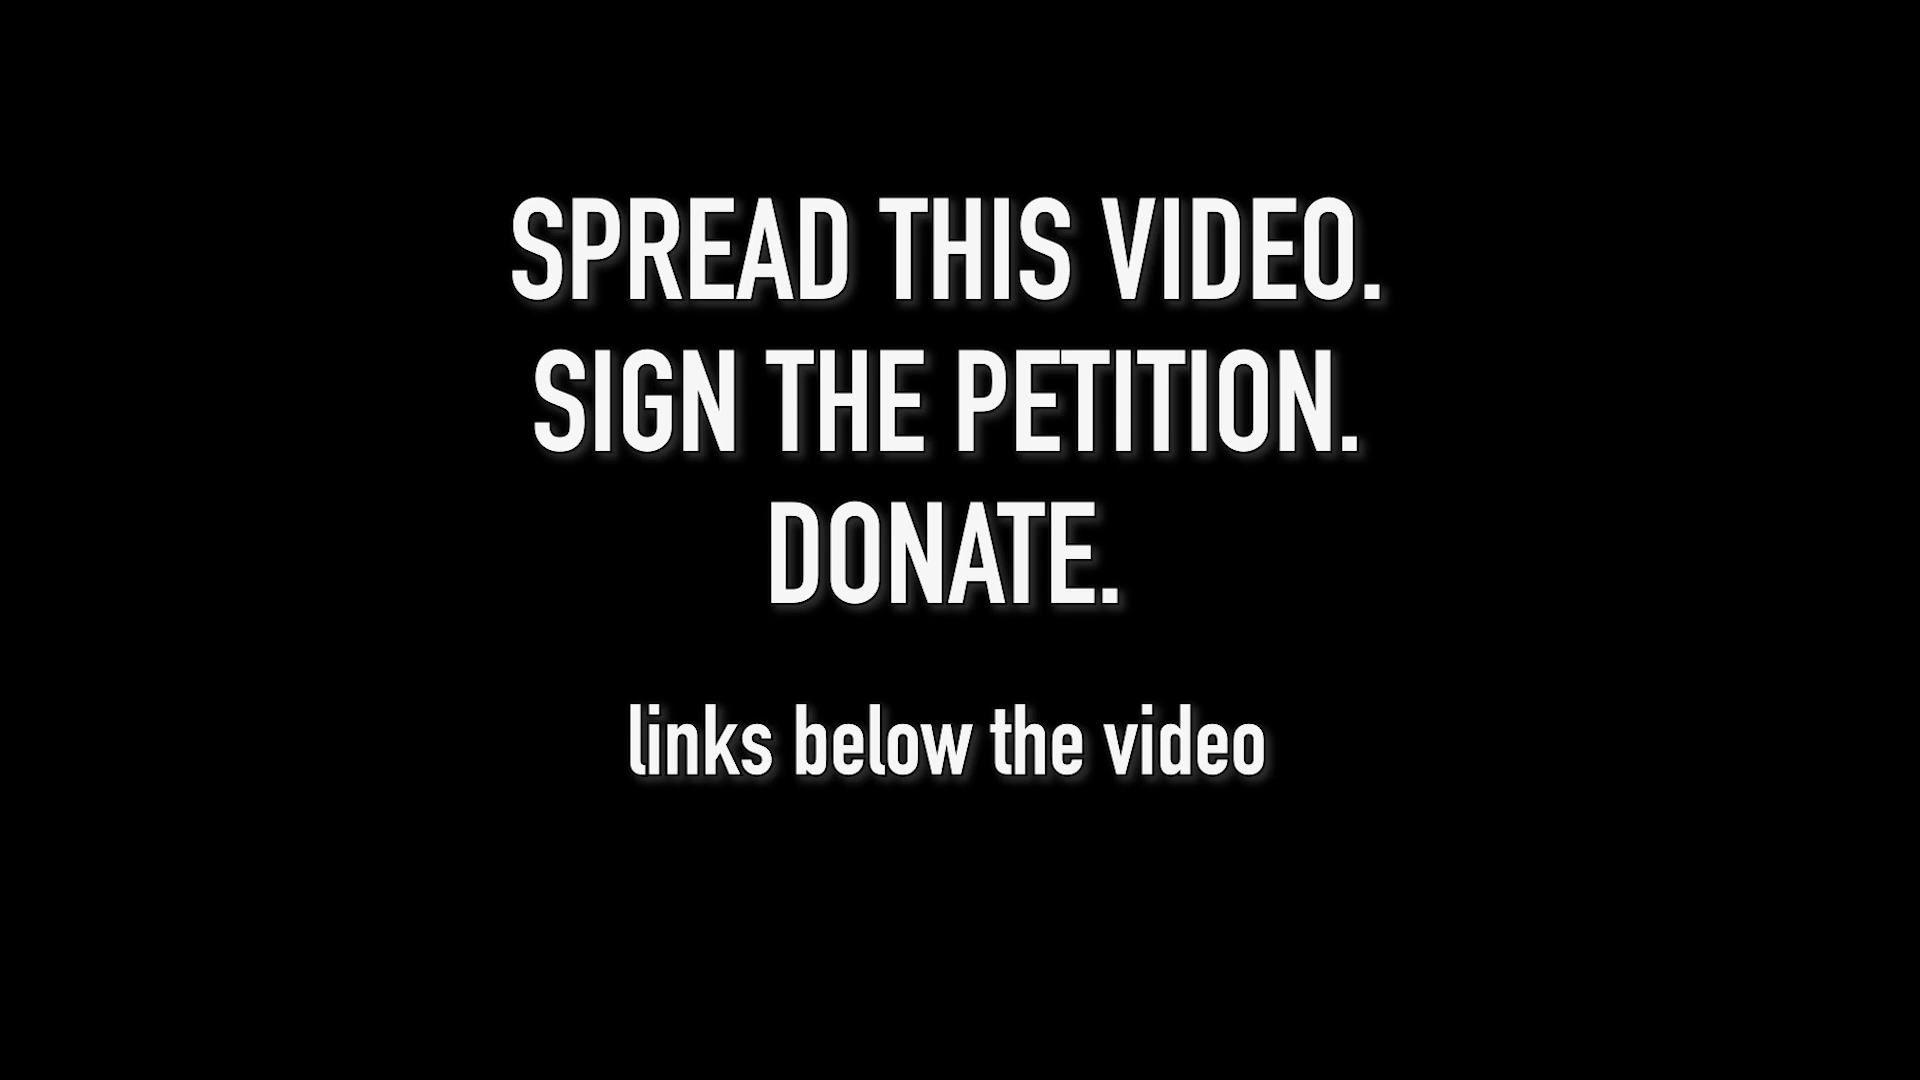 SPREAD THIS VIDEO.
SIGN THE PETITION.
DONATE.
links below the video